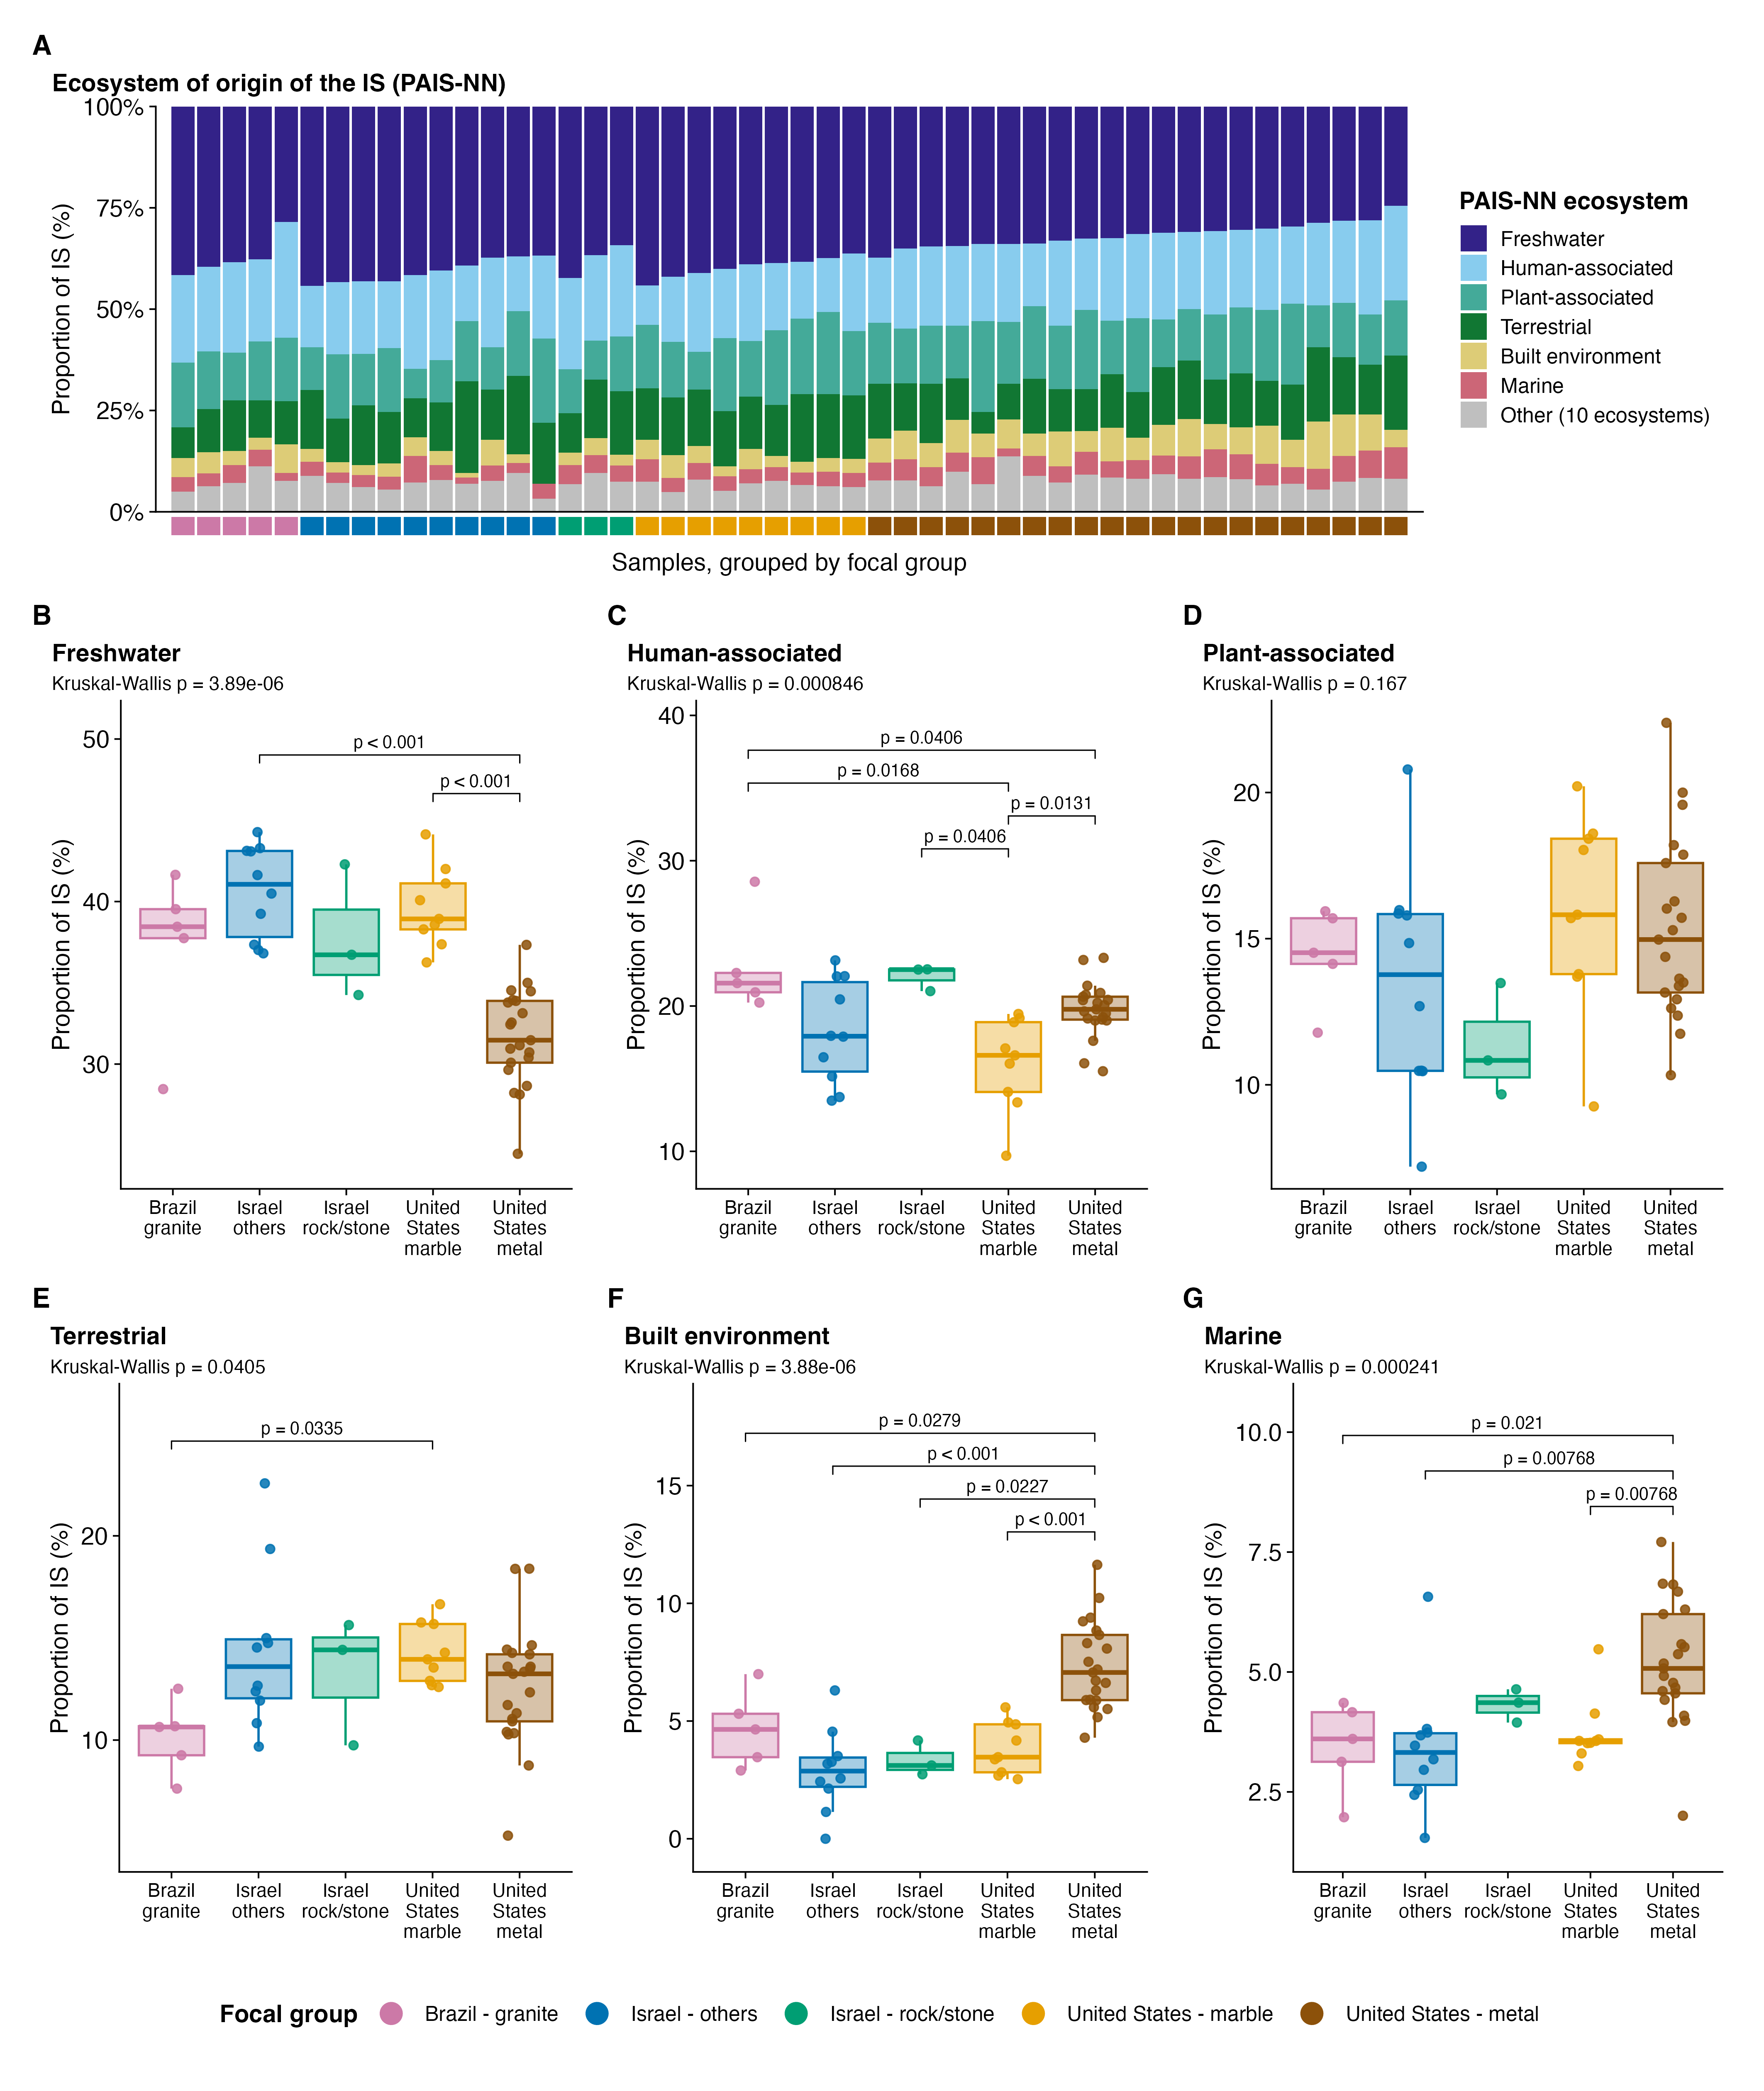 A
Ecosystem of origin of the IS (PAIS-NN)
100%
75%
50%
25%
0%
Proportion of IS (%)
Samples, grouped by focal group
PAIS-NN ecosystem
Freshwater
Human-associated
Plant-associated
Terrestrial
Built environment
Marine
Other (10 ecosystems)
B
Freshwater
Kruskal-Wallis p = 3.89e-06
50
40
30
Proportion of IS (%)
p < 0.001
p < 0.001
Brazil granite
Israel others
Israel rock/stone
United States marble
United States metal
C
Human-associated
Kruskal-Wallis p = 0.000846
40
30
20
10
Proportion of IS (%)
p = 0.0406
p = 0.0168
p = 0.0131
p = 0.0406
Brazil granite
Israel others
Israel rock/stone
United States marble
United States metal
D
Plant-associated
Kruskal-Wallis p = 0.167
20
15
10
Proportion of IS (%)
Brazil granite
Israel others
Israel rock/stone
United States marble
United States metal
E
Terrestrial
Kruskal-Wallis p = 0.0405
20
10
Proportion of IS (%)
p = 0.0335
Brazil granite
Israel others
Israel rock/stone
United States marble
United States metal
F
Built environment
Kruskal-Wallis p = 3.88e-06
15
10
5
0
Proportion of IS (%)
p = 0.0279
p < 0.001
p = 0.0227
p < 0.001
Brazil granite
Israel others
Israel rock/stone
United States marble
United States metal
G
Marine
Kruskal-Wallis p = 0.000241
10.0
7.5
5.0
2.5
Proportion of IS (%)
p = 0.021
p = 0.00768
p = 0.00768
Brazil granite
Israel others
Israel rock/stone
United States marble
United States metal
Focal group
Brazil - granite
Israel - others
Israel - rock/stone
United States - marble
United States - metal